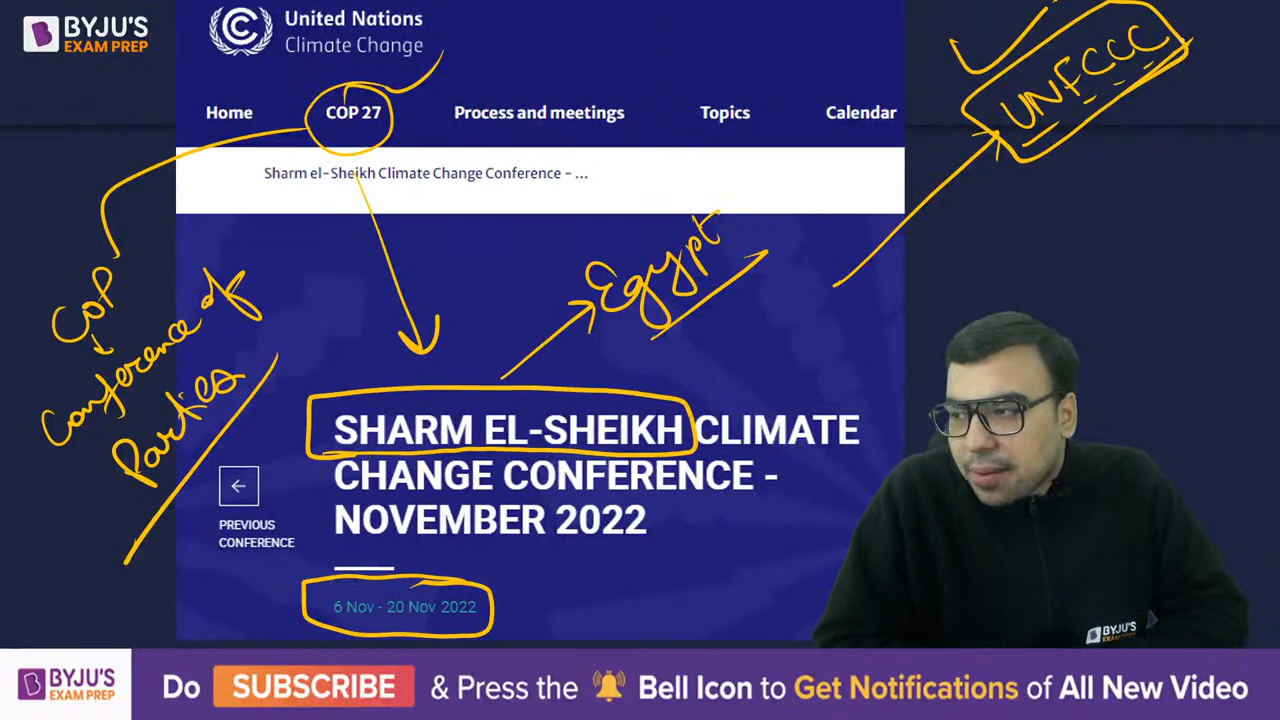 BYJU'S
EXAM PREP
United Nations
Climate Change
UNFCCC
Home COP 27 Process and meetings Topics Calendar
Sharm el-Sheikh Climate Change Conference - ...
Egypt
COP
Conference of
Parties
SHARM EL-SHEIKH CLIMATE
CHANGE CONFERENCE -
NOVEMBER 2022
PREVIOUS
CONFERENCE
6 Nov - 20 Nov 2022
BYJU'S
EXAM PREP
BYJU'S
EXAM PREP
Do SUBSCRIBE & Press the Bell Icon to Get Notifications of All New Video